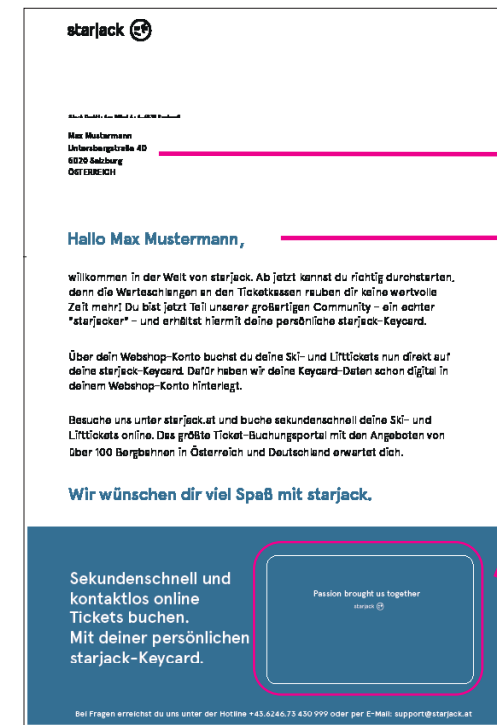 starjack
Max Mustermann
Untersbergstraße 40
5020 Salzburg
ÖSTERREICH
Hallo Max Mustermann,
willkommen in der Welt von starjack. Ab jetzt kannst du richtig durchstarten,
denn die Warteschlangen an den Ticketkassen rauben dir keine wertvolle
Zeit mehr! Du bist jetzt Teil unserer großartigen Community – ein echter
"starjacker" – und erhältst hiermit deine persönliche starjack-Keycard.
Über dein Webshop-Konto buchst du deine Ski- und Lifttickets nun direkt auf
deine starjack-Keycard. Dafür haben wir deine Keycard-Daten schon digital in
deinem Webshop-Konto hinterlegt.
Besuche uns unter starjack.at und buche sekundenschnell deine Ski- und
Lifttickets online. Das größte Ticket-Buchungsportal mit den Angeboten von
über 100 Bergbahnen in Österreich und Deutschland erwartet dich.
Wir wünschen dir viel Spaß mit starjack.
Sekundenschnell und
kontaktlos online
Tickets buchen.
Mit deiner persönlichen
starjack-Keycard.
Passion brought us together
starjack
Bei Fragen erreichst du uns unter der Hotline +43.6246.73 430 999 oder per E-Mail: support@starjack.at